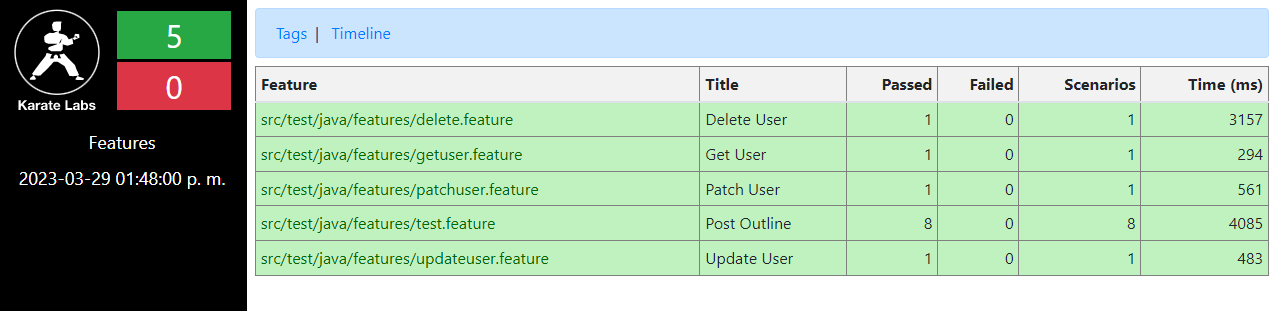 5
0
Karate Labs
Features
2023-03-29 01:48:00 p. m.
Tags | Timeline
Feature Title Passed Failed Scenarios Time (ms)
src/test/java/features/delete.feature Delete User 1 0 1 3157
src/test/java/features/getuser.feature Get User 1 0 1 294
src/test/java/features/patchuser.feature Patch User 1 0 1 561
src/test/java/features/test.feature Post Outline 8 0 8 4085
src/test/java/features/updateuser.feature Update User 1 0 1 483